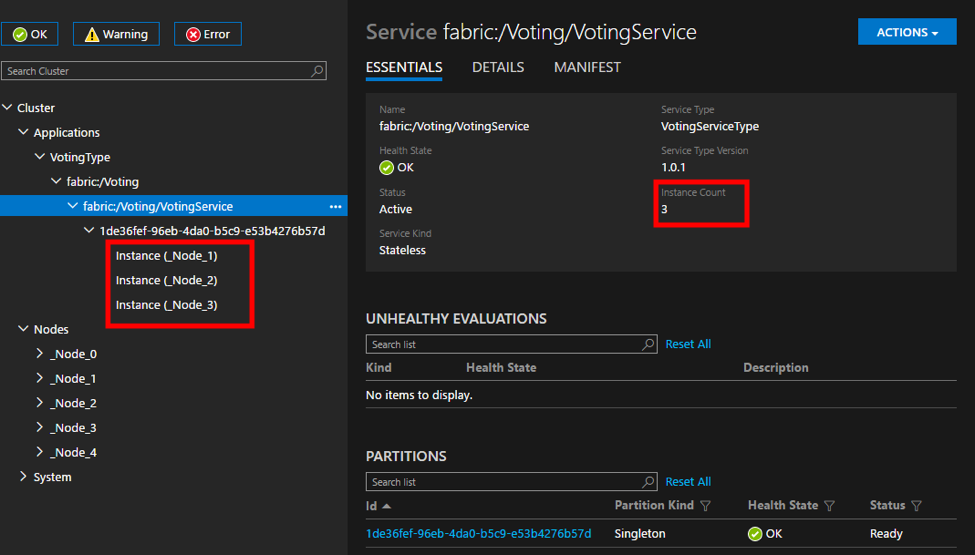 OK Warning Error
Search Cluster
Cluster
Applications
VotingType
fabric:/Voting
fabric:/Voting/VotingService ...
1de36fef-96eb-4da0-b5c9-e53b4276b57d
Instance (_Node_1)
Instance (_Node_2)
Instance (_Node_3)
Nodes
_Node_0
_Node_1
_Node_2
_Node_3
_Node_4
System
Service fabric:/Voting/VotingService
ACTIONS
ESSENTIALS DETAILS MANIFEST
Name Service Type
fabric:/Voting/VotingService VotingServiceType
Health State Service Type Version
OK 1.0.1
Status Instance Count
Active 3
Service Kind
Stateless
UNHEALTHY EVALUATIONS
Search list Reset All
Kind Health State Description
No items to display.
PARTITIONS
Search list Reset All
Id Partition Kind Health State Status
1de36fef-96eb-4da0-b5c9-e53b4276b57d Singleton OK Ready